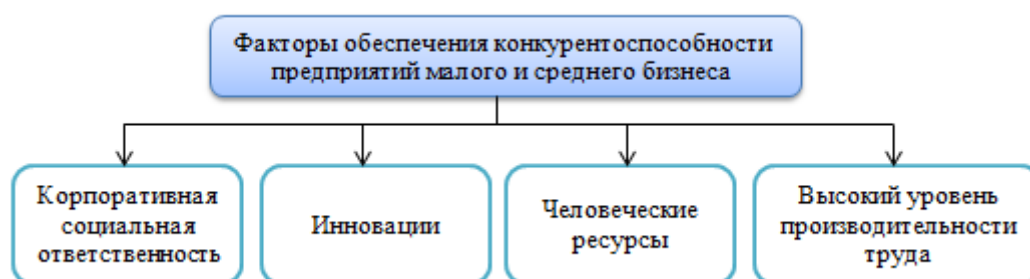 Факторы обеспечения конкурентоспособности
предприятий малого и среднего бизнеса
Корпоративная
социальная
ответственность
Инновации
Человеческие
ресурсы
Высокий уровень
производительности
труда